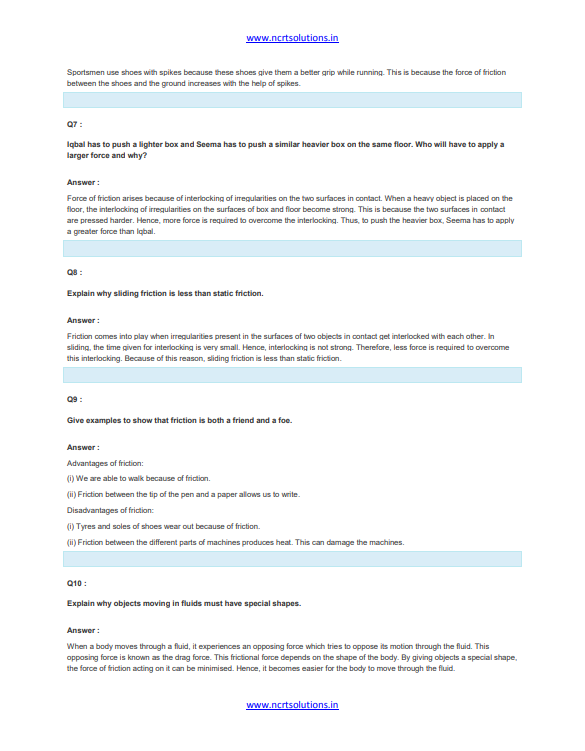 www.ncrtsolutions.in
Sportsmen use shoes with spikes because these shoes give them a better grip while running. This is because the force of friction
between the shoes and the ground increases with the help of spikes.
Q7 :
Iqbal has to push a lighter box and Seema has to push a similar heavier box on the same floor. Who will have to apply a
larger force and why?
Answer :
Force of friction arises because of interlocking of irregularities on the two surfaces in contact. When a heavy object is placed on the
floor, the interlocking of irregularities on the surfaces of box and floor become strong. This is because the two surfaces in contact
are pressed harder. Hence, more force is required to overcome the interlocking. Thus, to push the heavier box, Seema has to apply
a greater force than Iqbal.
Q8 :
Explain why sliding friction is less than static friction.
Answer :
Friction comes into play when irregularities present in the surfaces of two objects in contact get interlocked with each other. In
sliding, the time given for interlocking is very small. Hence, interlocking is not strong. Therefore, less force is required to overcome
this interlocking. Because of this reason, sliding friction is less than static friction.
Q9 :
Give examples to show that friction is both a friend and a foe.
Answer :
Advantages of friction:
(i) We are able to walk because of friction.
(ii) Friction between the tip of the pen and a paper allows us to write.
Disadvantages of friction:
(i) Tyres and soles of shoes wear out because of friction.
(ii) Friction between the different parts of machines produces heat. This can damage the machines.
Q10 :
Explain why objects moving in fluids must have special shapes.
Answer :
When a body moves through a fluid, it experiences an opposing force which tries to oppose its motion through the fluid. This
opposing force is known as the drag force. This frictional force depends on the shape of the body. By giving objects a special shape,
the force of friction acting on it can be minimised. Hence, it becomes easier for the body to move through the fluid.
www.ncrtsolutions.in